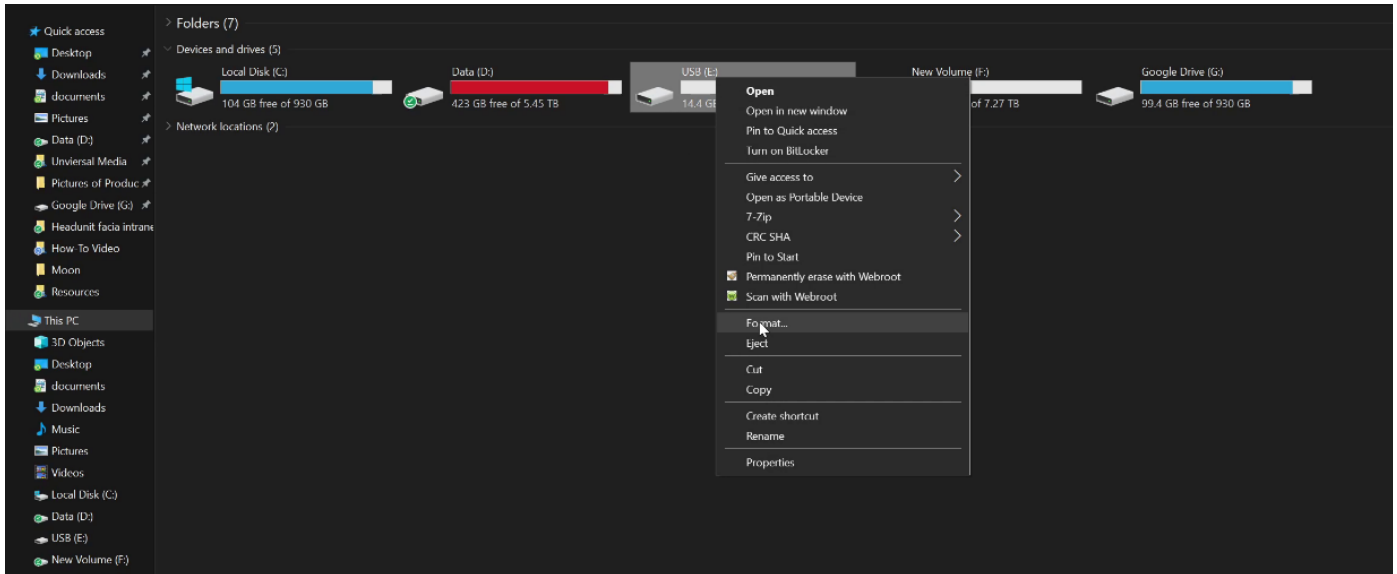 Quick access
Desktop
Downloads
documents
Pictures
Data (D:)
Unviersal Media
Pictures of Produc
Google Drive (G:)
Headunit facia intrane
How-To Video
Moon
Resources
This PC
3D Objects
Desktop
documents
Downloads
Music
Pictures
Videos
Local Disk (C:)
Data (D:)
USB (E:)
New Volume (F:)
Folders (7)
Devices and drives (5)
Local Disk (C:)
104 GB free of 930 GB
Data (D:)
423 GB free of 5.45 TB
USB (E:)
14.4 GB
New Volume (F:)
of 7.27 TB
Google Drive (G:)
99.4 GB free of 930 GB
Network locations (2)
Open
Open in new window
Pin to Quick access
Turn on BitLocker
Give access to
Open as Portable Device
7-Zip
CRC SHA
Pin to Start
Permanently erase with Webroot
Scan with Webroot
Format...
Eject
Cut
Copy
Create shortcut
Rename
Properties